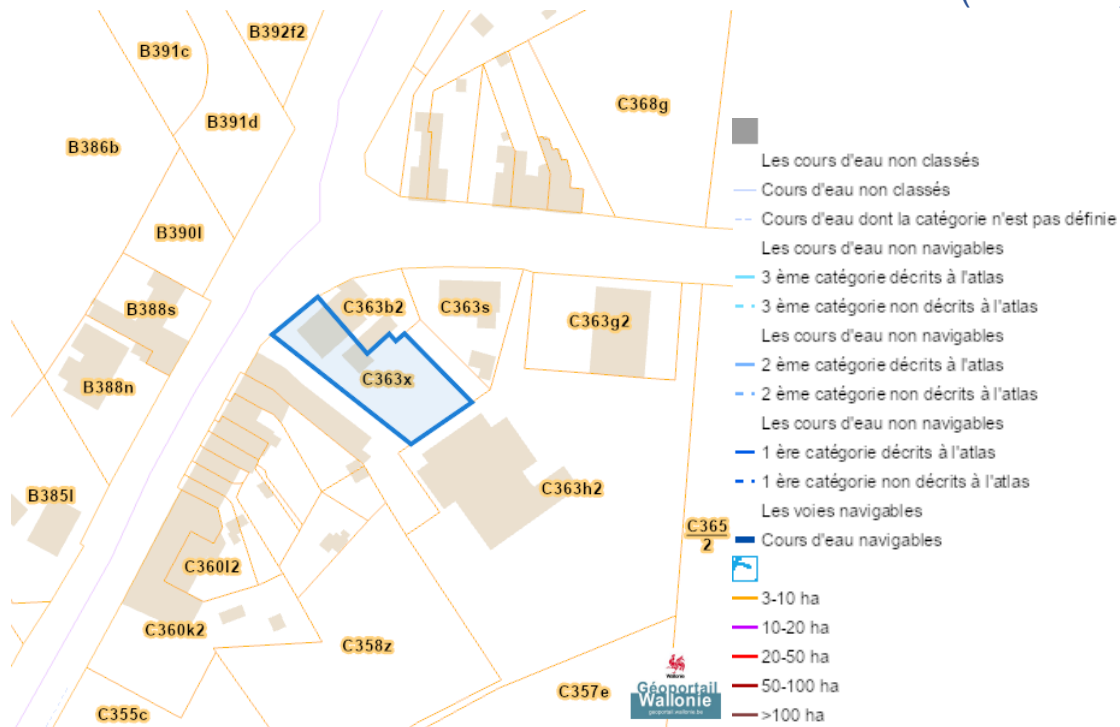 (
B392f2
B391c
C368g
B391d
B386b
B390l
B388s
C363b2
C363s
C363g2
C363x
B388n
C363h2
B385l
C365
2
C360l2
C360k2
C358z
C357e
C355c
Les cours d'eau non classés
Cours d'eau non classés
Cours d'eau dont la catégorie n'est pas définie
Les cours d'eau non navigables
3 ème catégorie décrits à l'atlas
3 ème catégorie non décrits à l'atlas
Les cours d'eau non navigables
2 ème catégorie décrits à l'atlas
2 ème catégorie non décrits à l'atlas
Les cours d'eau non navigables
1 ère catégorie décrits à l'atlas
1 ère catégorie non décrits à l'atlas
Les voies navigables
Cours d'eau navigables
3-10 ha
10-20 ha
20-50 ha
50-100 ha
>100 ha
Wallonie
Géoportail
Wallonie
geoportail.wallonie.be